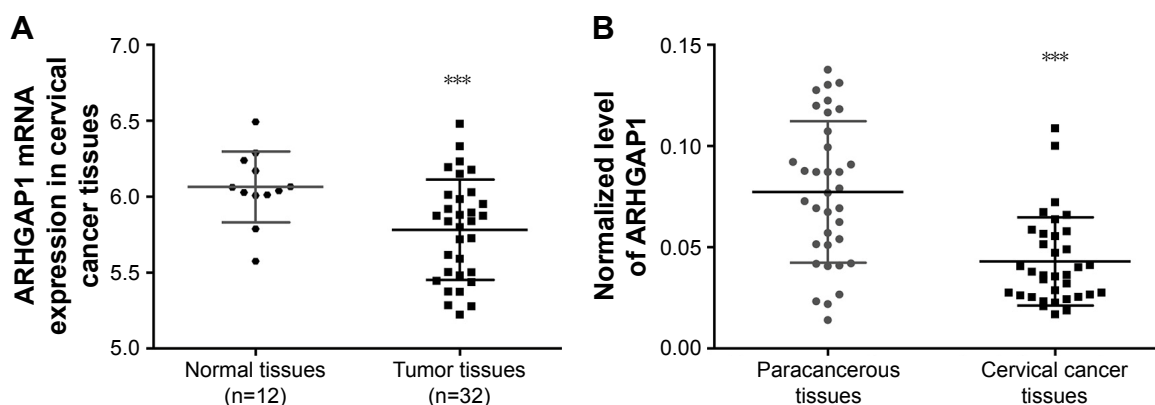 A
ARHGAP1 mRNA
expression in cervical
cancer tissues
7.0
6.5
6.0
5.5
5.0
***
Normal tissues
(n=12)
Tumor tissues
(n=32)
B
Normalized level
of ARHGAP1
0.15
0.10
0.05
0.00
***
Paracancerous
tissues
Cervical cancer
tissues